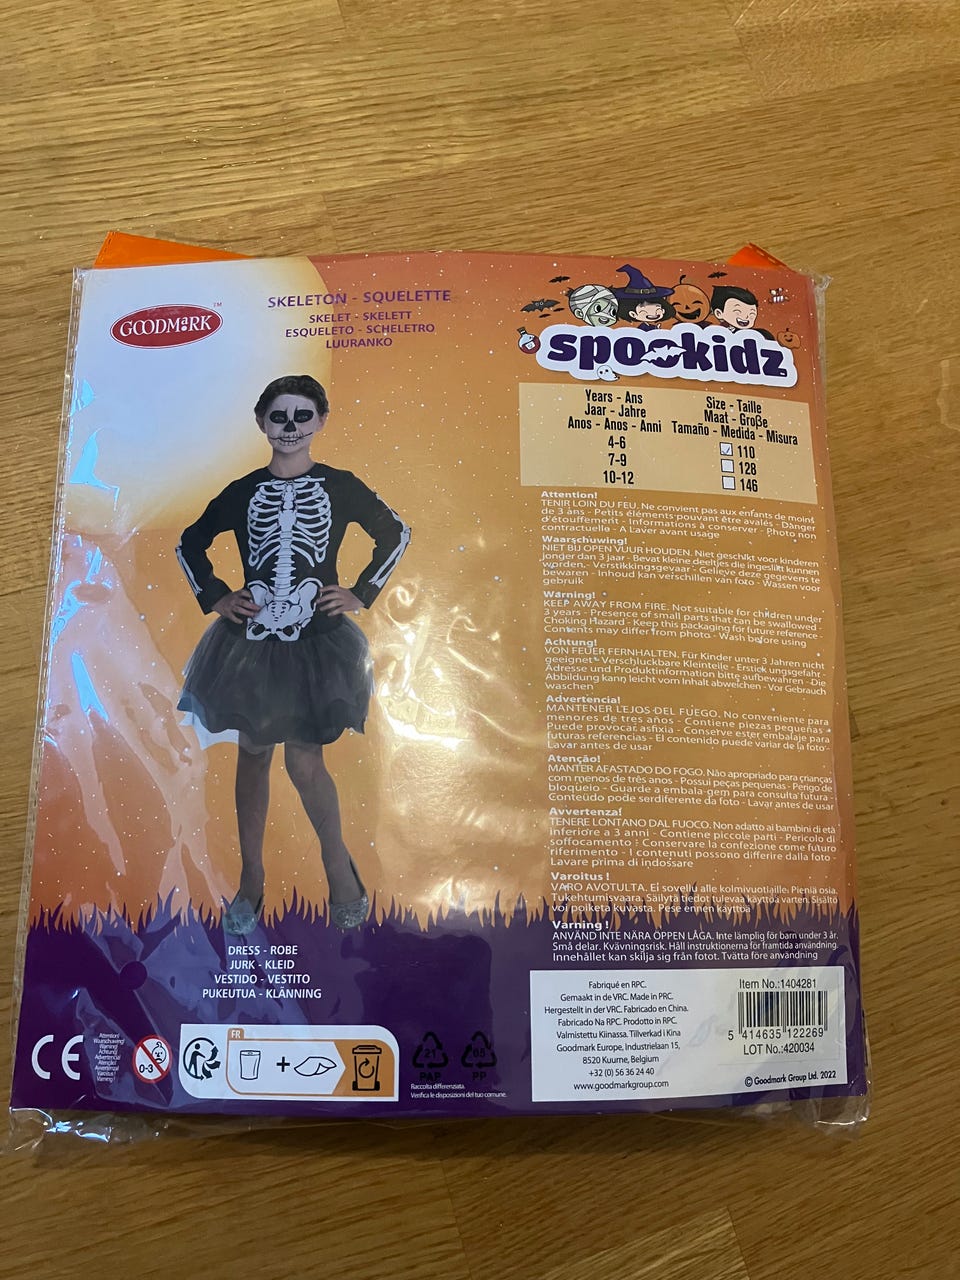 GOODMaRK
™
SKELETON - SQUELETTE
SKELET - SKELETT
ESQUELETO - SCHELETRO
LUURANKO
spookidz
Years - Ans
Jaar - Jahre
Anos - Anos - Anni
Size - Taille
Maat - Große
Tamaño - Medida - Misura
4-6
110
7-9
128
10-12
146
Attention!
TENIR LOIN DU FEU. Ne convient pas aux enfants de moins
de 3 ans - Petits éléments pouvant être avalés - Danger
d'étouffement - Informations à conserver - Photo non
contractuelle - A Laver avant usage
Waarschuwing!
NIET BIJ OPEN VUUR HOUDEN. Niet geschikt voor kinderen
jonger dan 3 jaar - Bevat kleine deeltjes die ingeslikt kunnen
worden - Verstikkingsgevaar - Gelieve deze gegevens te
bewaren - Inhoud kan verschillen van foto - Wassen voor
gebruik
Warning!
KEEP AWAY FROM FIRE. Not suitable for children under
3 years - Presence of small parts that can be swallowed -
Choking Hazard - Keep this packaging for future reference -
Contents may differ from photo - Wash before using
Achtung!
VON FEUER FERNHALTEN. Für Kinder unter 3 Jahren nicht
geeignet - Verschluckbare Kleinteile - Erstickungsgefahr -
Adresse und Produktinformation bitte aufbewahren - Die
Abbildung kann leicht vom Inhalt abweichen - Vor Gebrauch
waschen
Advertencia!
MANTENER LEJOS DEL FUEGO. No conveniente para
menores de tres años - Contiene piezas pequeñas -
Puede provocar asfixia - Conserve este embalaje para
futuras referencias - El contenido puede variar de la foto -
Lavar antes de usar
Atenção!
MANTER AFASTADO DO FOGO. Não apropriado para crianças
com menos de três anos - Possui peças pequenas - Perigo de
bloqueio - Guarde a embala-gem para consulta futura -
Conteúdo pode serdiferente da foto - Lavar antes de usar
Avvertenza!
TENERE LONTANO DAL FUOCO. Non adatto ai bambini di età
inferiore a 3 anni - Contiene piccole parti - Pericolo di
soffocamento - Conservare la confezione come futuro
riferimento - I contenuti possono differire dalla foto -
Lavare prima di indossare
Varoitus !
VARO AVOTULTA. Ei sovellu alle kolmivuotiaille. Pieniä osia.
Tukehtumisvaara. Säilytä tiedot tulevaa käyttöä varten. Sisältö
voi poiketa kuvasta. Pese ennen käyttöä
Varning !
ANVÄND INTE NÄRA ÖPPEN LÅGA. Inte lämplig för barn under 3 år.
Små delar. Kvävningsrisk. Håll instruktionerna för framtida användning.
Innehållet kan skilja sig från fotot. Tvätta före användning
DRESS - ROBE
JURK - KLEID
VESTIDO - VESTITO
PUKEUTUA - KLÄNNING
CE
Attention!
Waarschuwing!
Warning!
Achtung!
Advertencia!
Atenção!
Avvertenza!
Varoitus !
Varning !
0-3
FR
+
21
PAP
05
PP
Raccolta differenziata.
Verifica le disposizioni del tuo comune.
Fabriqué en RPC.
Gemaakt in de VRC. Made in PRC.
Hergestellt in der VRC. Fabricado en China.
Fabricado Na RPC. Prodotto in RPC.
Valmistettu Kiinassa. Tillverkad i Kina
Goodmark Europe, Industrielaan 15,
8520 Kuurne, Belgium
+32 (0) 56 36 24 40
www.goodmarkgroup.com
Item No.:1404281
5 414635 122269
LOT No.:420034
© Goodmark Group Ltd. 2022